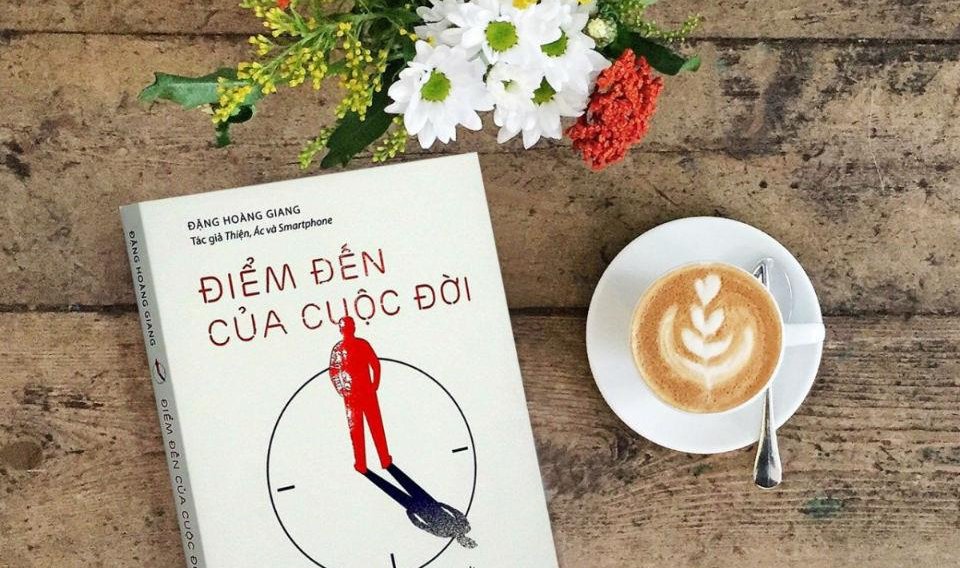 ĐẶNG HOÀNG GIANG
Tác giả Thiện, Ác và Smartphone
ĐIỂM ĐẾN
CỦA CUỘC ĐỜI
ĐẶNG HOÀNG GIANG
ĐIỂM ĐẾN CỦA CUỘC